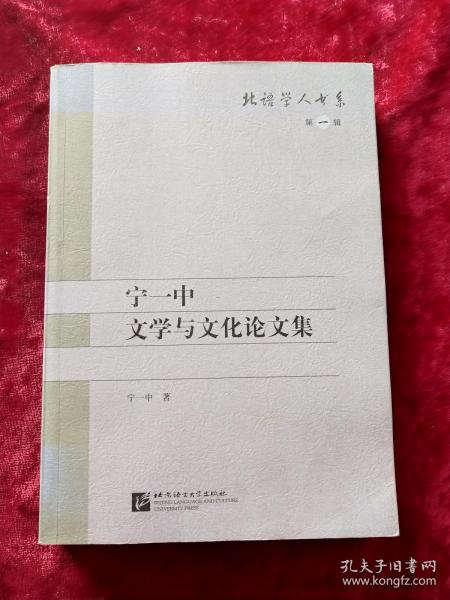 北语学人书系
第一辑
宁一中
文学与文化论文集
宁一中 著
北京语言大学出版社
BEIJING LANGUAGE AND CULTURE
UNIVERSITY PRESS
孔夫子旧书网
www.kongfz.com